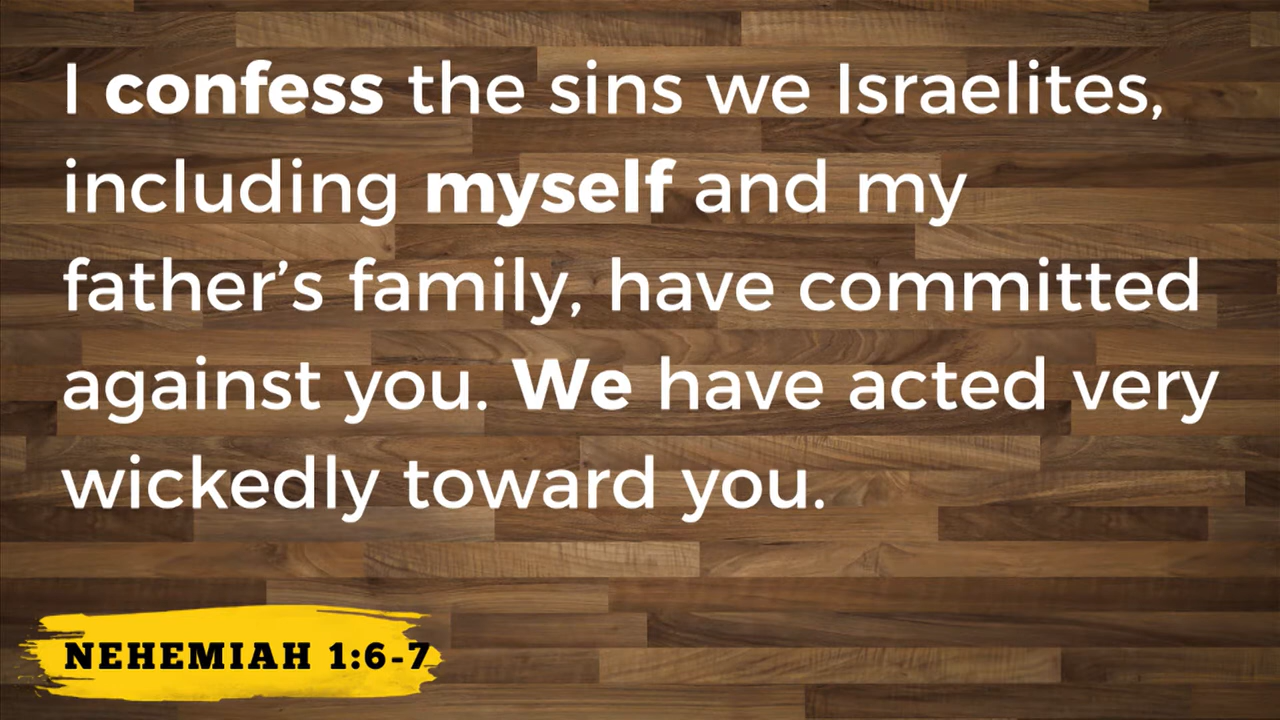 I confess the sins we Israelites,
including myself and my
father’s family, have committed
against you. We have acted very
wickedly toward you.
NEHEMIAH 1:6-7